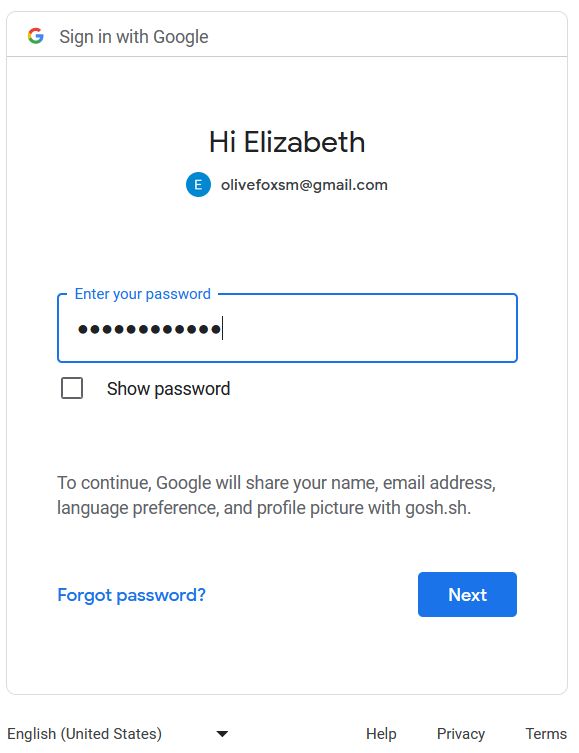 Sign in with Google
Hi Elizabeth
E olivefoxsm@gmail.com
Enter your password
••••••••••••
Show password
To continue, Google will share your name, email address,
language preference, and profile picture with gosh.sh.
Forgot password? Next
English (United States) Help Privacy Terms